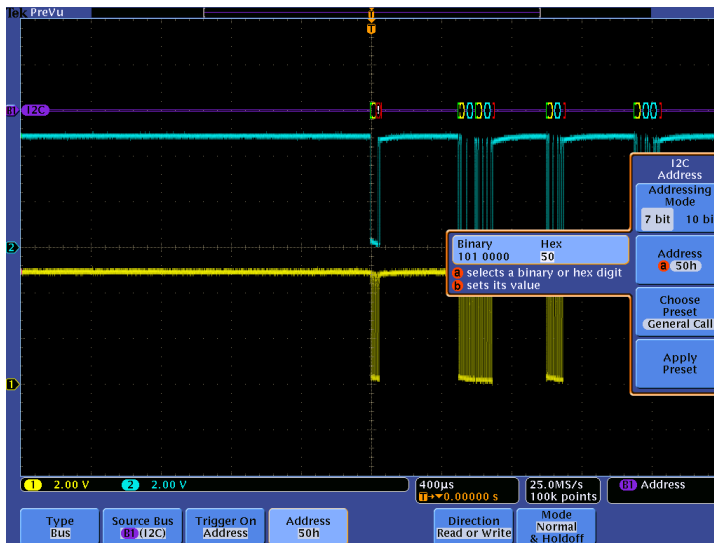 Tek PreVu
T
T
B1 I2C
I2C
Address
Addressing
Mode
7 bit 10 bi
2
Binary Hex
101 0000 50
a selects a binary or hex digit
b sets its value
Address
a 50h
Choose
Preset
General Call
Apply
Preset
1
1 2.00 V 2 2.00 V
400µs
T→▼0.00000 s
25.0MS/s
100k points
B1 Address
Type
Bus
Source Bus
B1 (I2C)
Trigger On
Address
Address
50h
Direction
Read or Write
Mode
Normal
& Holdoff